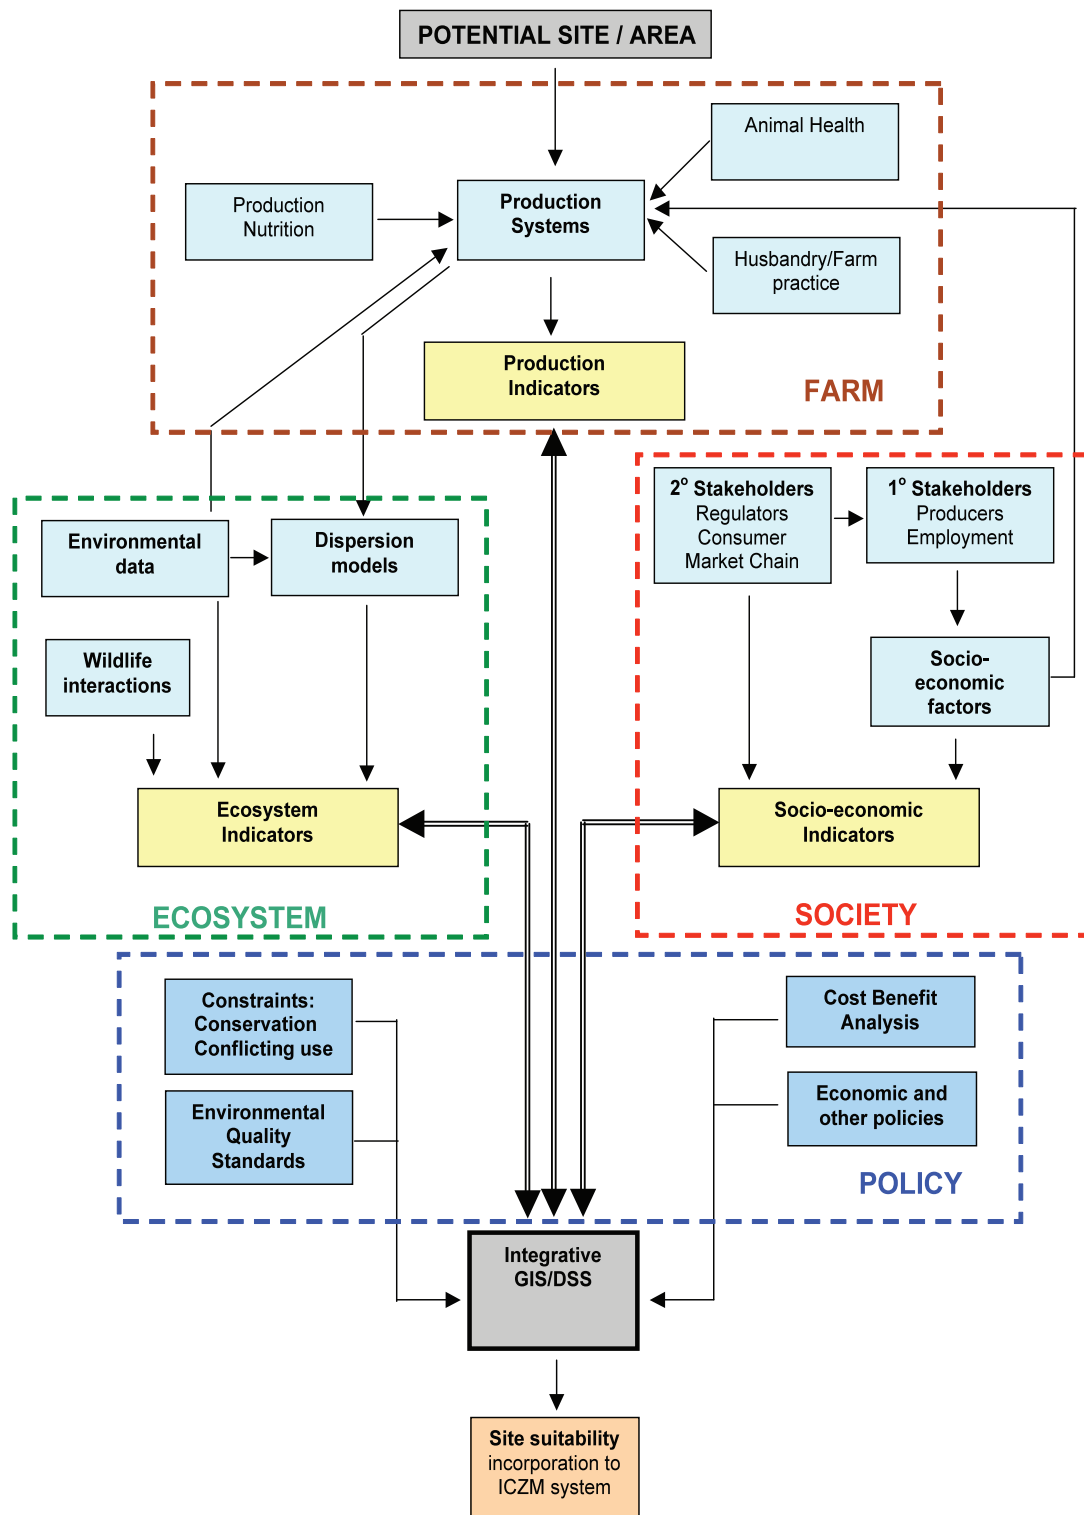 POTENTIAL SITE / AREA
Animal Health
Production
Nutrition
Production
Systems
Husbandry/Farm
practice
Production
Indicators
FARM
2° Stakeholders
Regulators
Consumer
Market Chain
1° Stakeholders
Producers
Employment
Environmental
data
Dispersion
models
Wildlife
interactions
Socio-
economic
factors
Ecosystem
Indicators
Socio-economic
Indicators
ECOSYSTEM
SOCIETY
Constraints:
Conservation
Conflicting use
Cost Benefit
Analysis
Environmental
Quality
Standards
Economic and
other policies
POLICY
Integrative
GIS/DSS
Site suitability
incorporation to
ICZM system